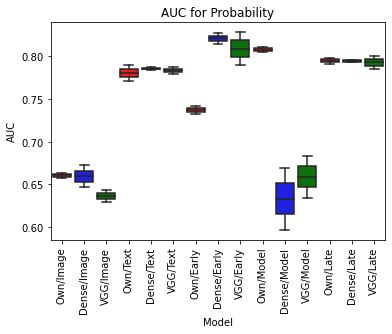 AUC for Probability
AUC
0.80
0.75
0.70
0.65
0.60
Own/Image
Dense/Image
VGG/Image
Own/Text
Dense/Text
VGG/Text
Own/Early
Dense/Early
VGG/Early
Own/Model
Dense/Model
VGG/Model
Own/Late
Dense/Late
VGG/Late
Model